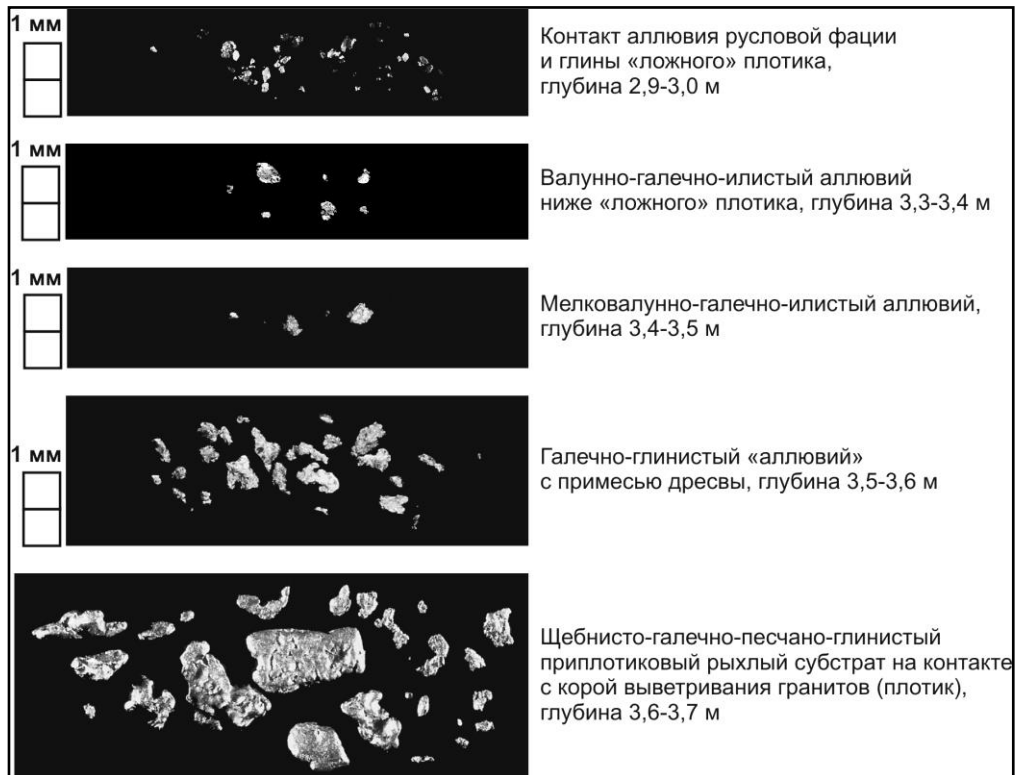 1 мм
Контакт аллювия русловой фации
и глины «ложного» плотика,
глубина 2,9-3,0 м
1 мм
Валунно-галечно-илистый аллювий
ниже «ложного» плотика, глубина 3,3-3,4 м
1 мм
Мелковалунно-галечно-илистый аллювий,
глубина 3,4-3,5 м
1 мм
Галечно-глинистый «аллювий»
с примесью дресвы, глубина 3,5-3,6 м
Щебнисто-галечно-песчано-глинистый
приплотиковый рыхлый субстрат на контакте
с корой выветривания гранитов (плотик),
глубина 3,6-3,7 м